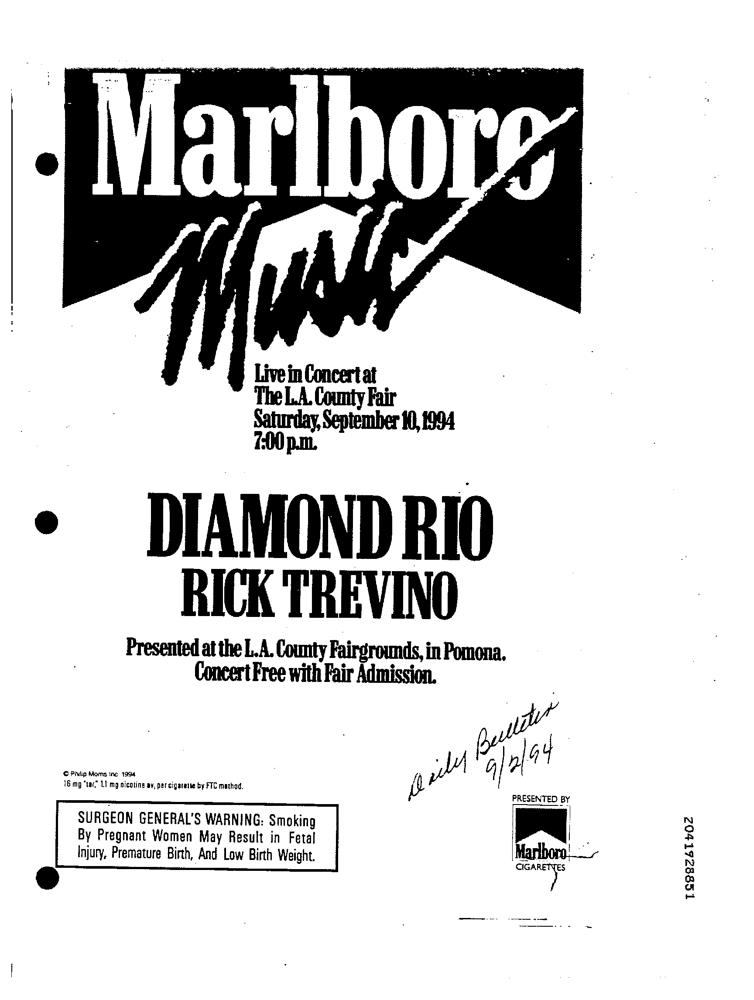 Marlboro
Music
Live in Concert at
The L.A. County Fair
Saturday, September 10, 1994
7:00 p.m.
DIAMOND RIO
RICK TREVINO
Presented at the L.A. County Fairgrounds, in Pomona.
Concert Free with Fair Admission.
Daily Bulletin
9/2/94
© Philip Morris Inc. 1994
16 mg "tar," 1.1 mg nicotine av, per cigarette by FTC method.
SURGEON GENERAL'S WARNING: Smoking
By Pregnant Women May Result in Fetal
Injury, Premature Birth, And Low Birth Weight.
PRESENTED BY
Marlboro
CIGARETTES
2041928851